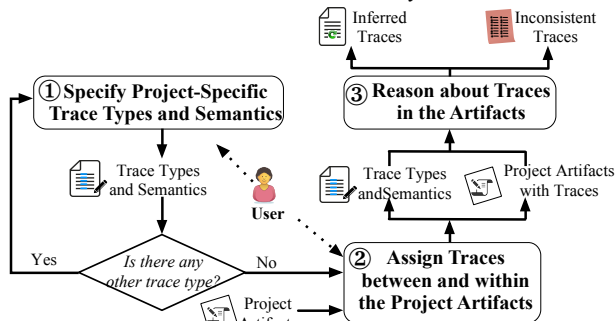 Inferred
Traces
Inconsistent
Traces
① Specify Project-Specific
Trace Types and Semantics
③ Reason about Traces
in the Artifacts
Trace Types
and Semantics
User
Trace Types
andSemantics
Project Artifacts
with Traces
Yes
Is there any
other trace type?
No
② Assign Traces
between and within
the Project Artifacts
Project